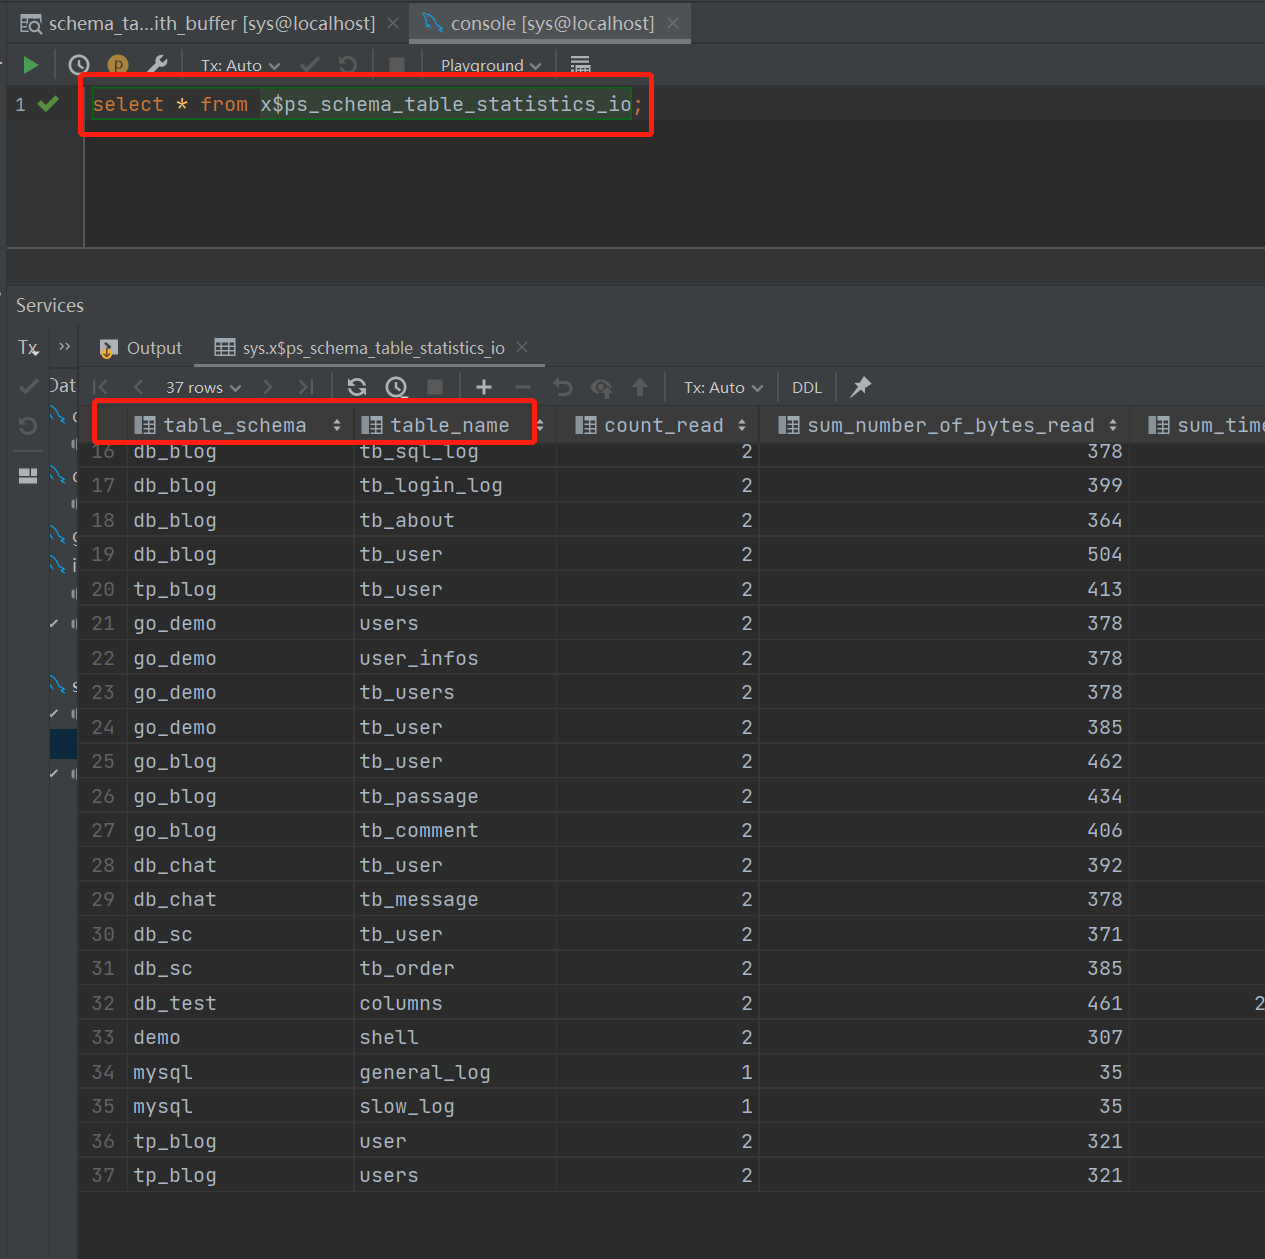 schema_ta...ith_buffer [sys@localhost] console [sys@localhost]
p Tx: Auto Playground
1 select * from x$ps_schema_table_statistics_io;
Services
Tx Output sys.x$ps_schema_table_statistics_io
Dat 37 rows Tx: Auto DDL
table_schema table_name count_read sum_number_of_bytes_read sum_time
16 db_blog tb_sql_log 2 378
17 db_blog tb_login_log 2 399
18 db_blog tb_about 2 364
19 db_blog tb_user 2 504
20 tp_blog tb_user 2 413
21 go_demo users 2 378
22 go_demo user_infos 2 378
23 go_demo tb_users 2 378
24 go_demo tb_user 2 385
25 go_blog tb_user 2 462
26 go_blog tb_passage 2 434
27 go_blog tb_comment 2 406
28 db_chat tb_user 2 392
29 db_chat tb_message 2 378
30 db_sc tb_user 2 371
31 db_sc tb_order 2 385
32 db_test columns 2 461 2
33 demo shell 2 307
34 mysql general_log 1 35
35 mysql slow_log 1 35
36 tp_blog user 2 321
37 tp_blog users 2 321